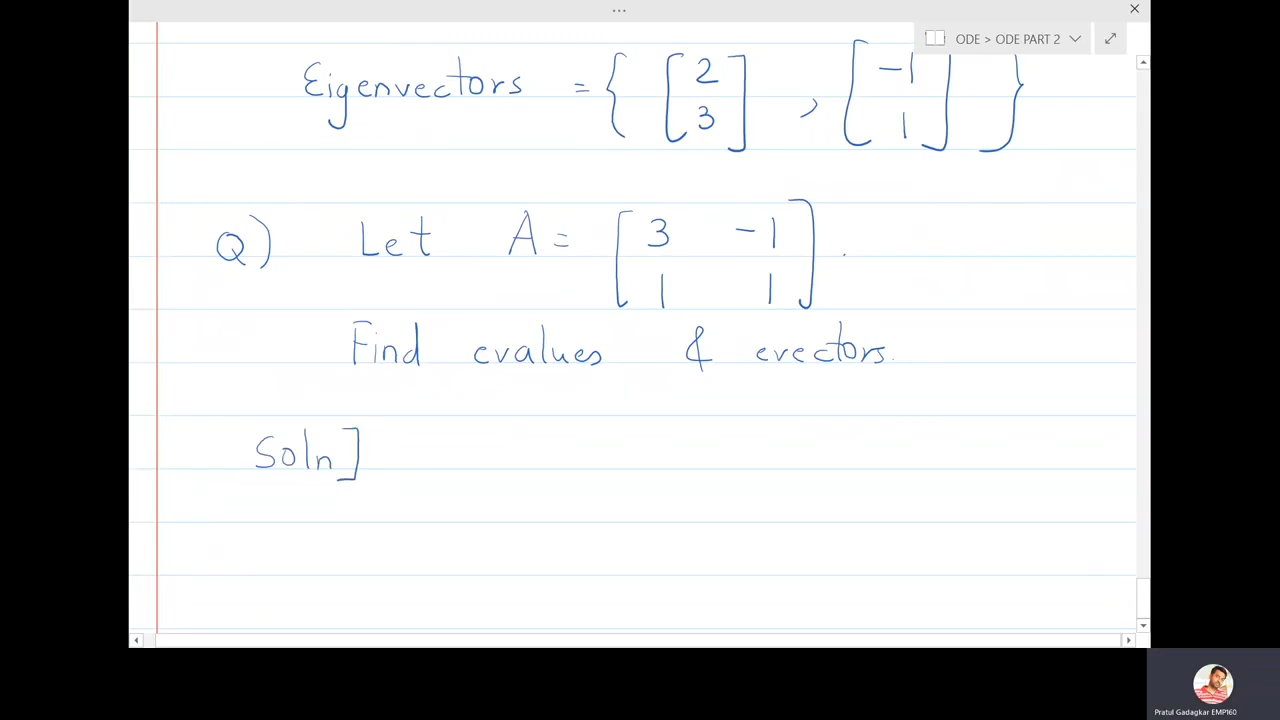 ...
ODE > ODE PART 2
Eigenvectors = { [ 2 3 ] , [ -1 1 ] }
Q) Let A = [ 3 -1 1 1 ] .
Find evalues & evectors.
Soln]
Pratul Gadagkar EMP160